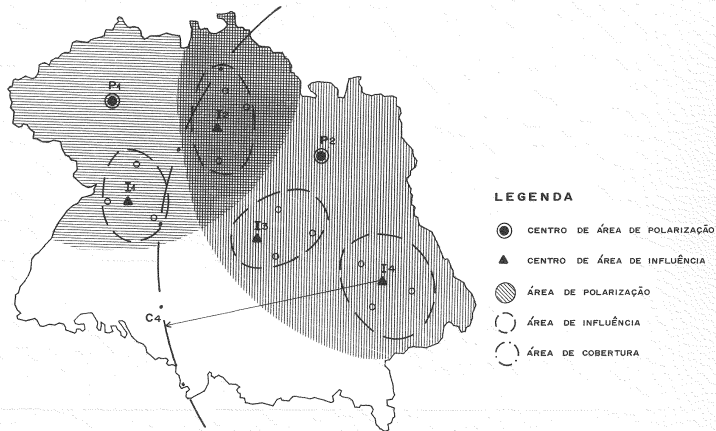 P1
I2
P2
I1
I3
I4
C4
LEGENDA
CENTRO DE ÁREA DE POLARIZAÇÃO
CENTRO DE ÁREA DE INFLUÊNCIA
ÁREA DE POLARIZAÇÃO
ÁREA DE INFLUÊNCIA
ÁREA DE COBERTURA